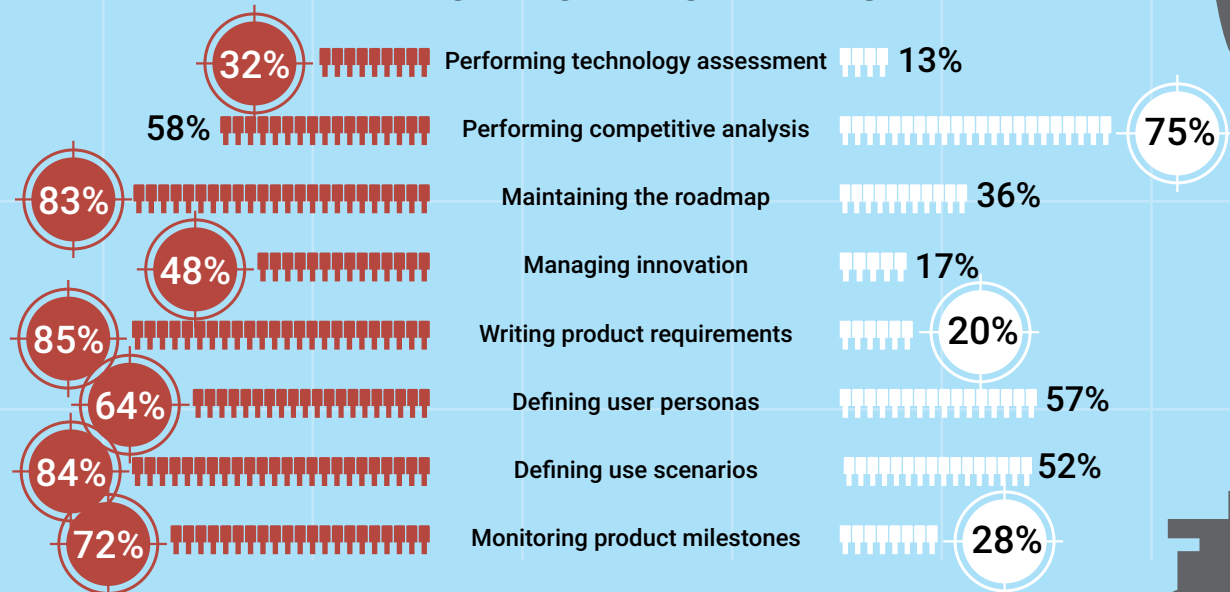 32% Performing technology assessment 13%
58% Performing competitive analysis 75%
83% Maintaining the roadmap 36%
48% Managing innovation 17%
85% Writing product requirements 20%
64% Defining user personas 57%
84% Defining use scenarios 52%
72% Monitoring product milestones 28%